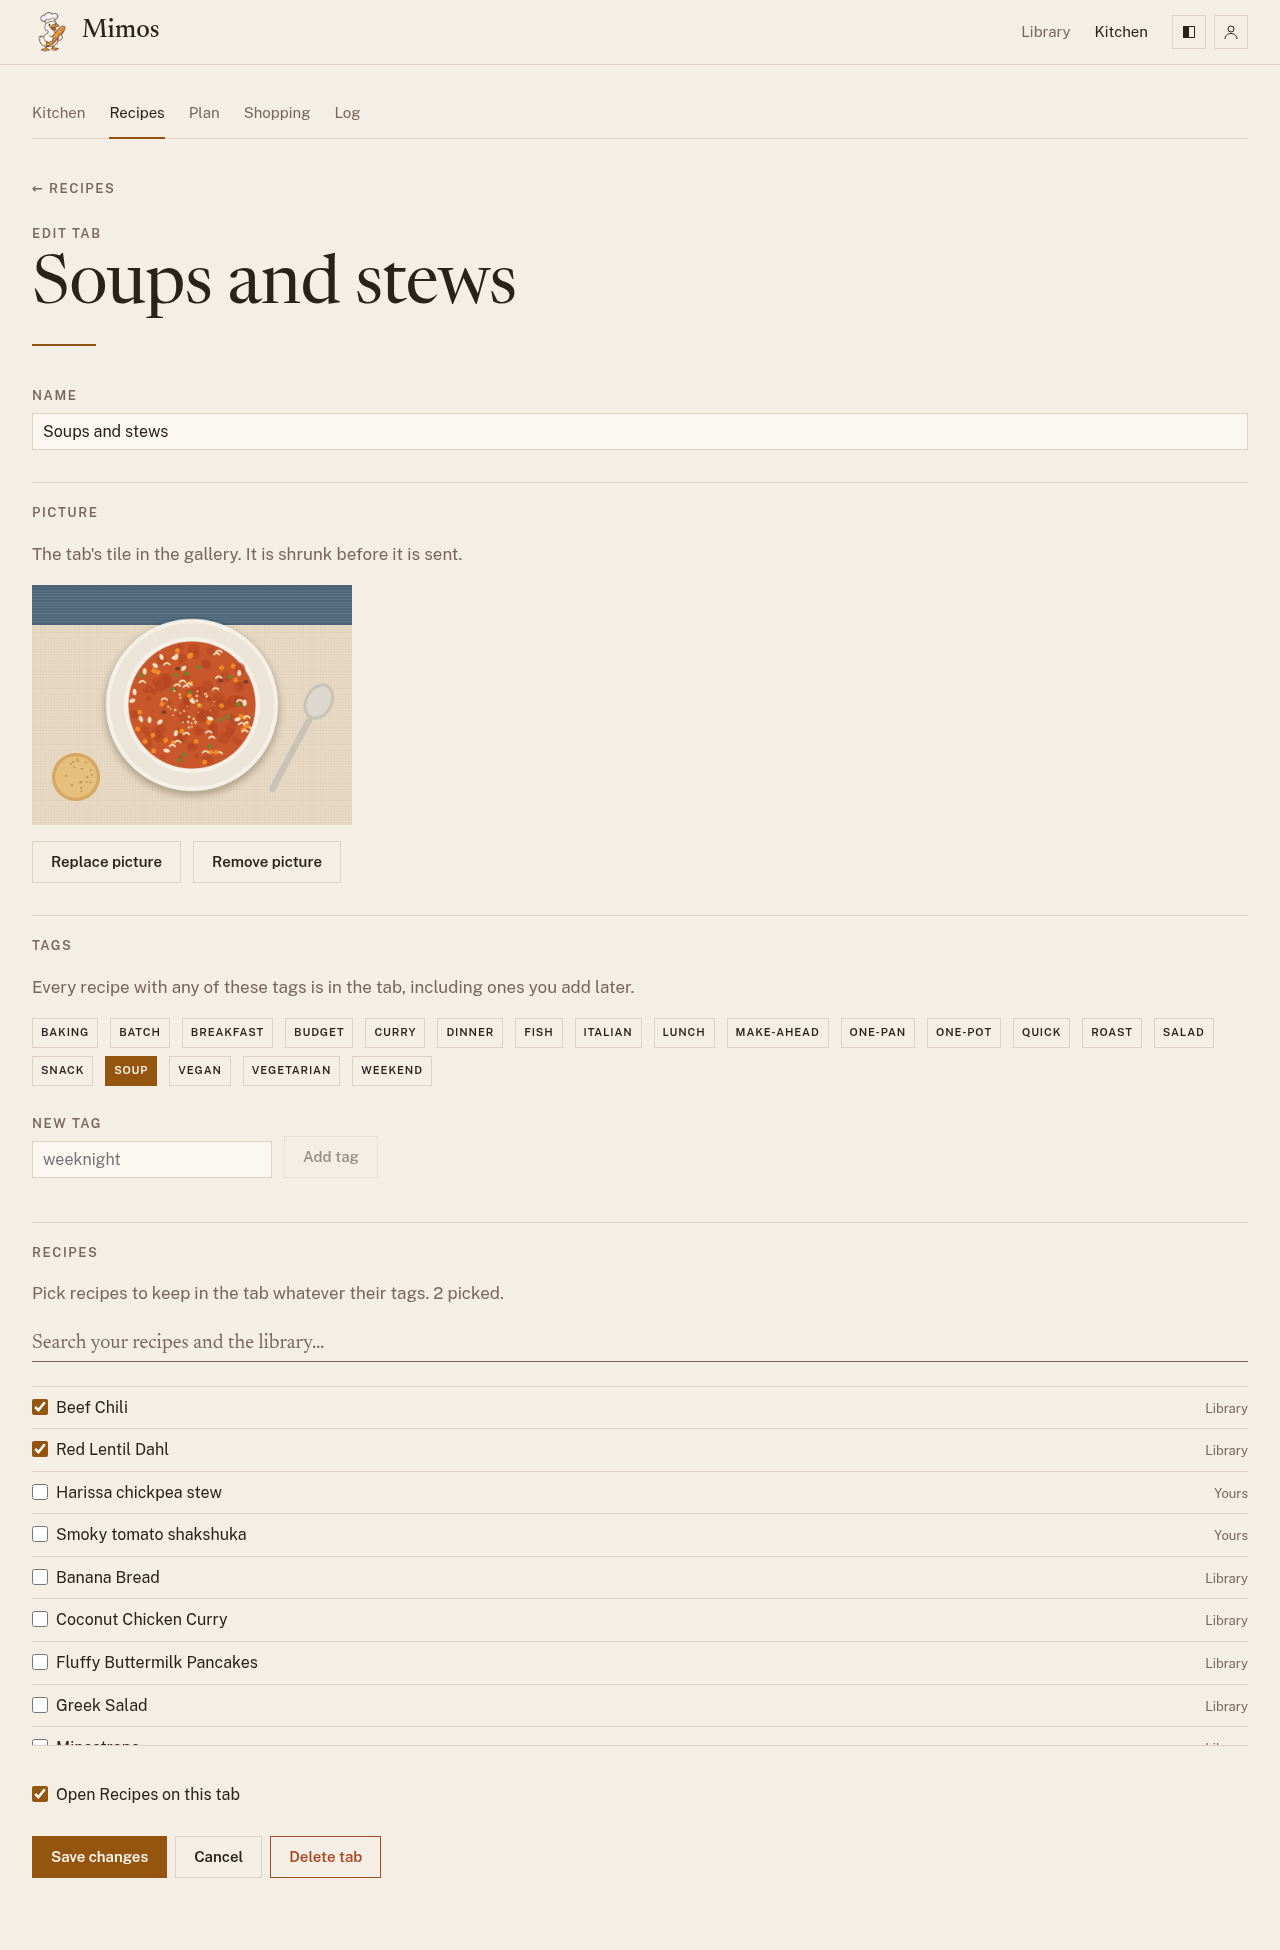 Mimos
Library
Kitchen
Kitchen
Recipes
Plan
Shopping
Log
← RECIPES
EDIT TAB
Soups and stews
NAME
Soups and stews
PICTURE
The tab's tile in the gallery. It is shrunk before it is sent.
Replace picture
Remove picture
TAGS
Every recipe with any of these tags is in the tab, including ones you add later.
BAKING
BATCH
BREAKFAST
BUDGET
CURRY
DINNER
FISH
ITALIAN
LUNCH
MAKE-AHEAD
ONE-PAN
ONE-POT
QUICK
ROAST
SALAD
SNACK
SOUP
VEGAN
VEGETARIAN
WEEKEND
NEW TAG
weeknight
Add tag
RECIPES
Pick recipes to keep in the tab whatever their tags. 2 picked.
Search your recipes and the library...
Beef Chili
Library
Red Lentil Dahl
Library
Harissa chickpea stew
Yours
Smoky tomato shakshuka
Yours
Banana Bread
Library
Coconut Chicken Curry
Library
Fluffy Buttermilk Pancakes
Library
Greek Salad
Library
Open Recipes on this tab
Save changes
Cancel
Delete tab